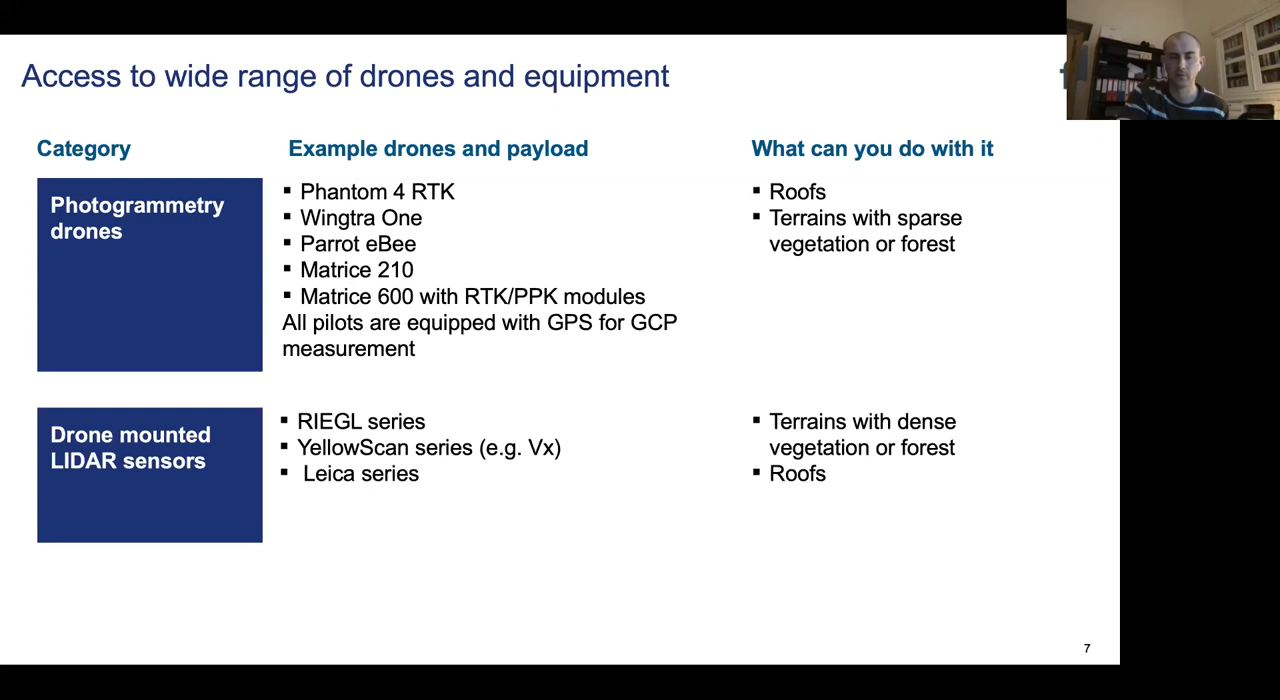 Access to wide range of drones and equipment
Category
Example drones and payload
What can you do with it
Photogrammetry
drones
▪ Phantom 4 RTK
▪ Wingtra One
▪ Parrot eBee
▪ Matrice 210
▪ Matrice 600 with RTK/PPK modules
All pilots are equipped with GPS for GCP
measurement
▪ Roofs
▪ Terrains with sparse
vegetation or forest
Drone mounted
LIDAR sensors
▪ RIEGL series
▪ YellowScan series (e.g. Vx)
▪ Leica series
▪ Terrains with dense
vegetation or forest
▪ Roofs
7